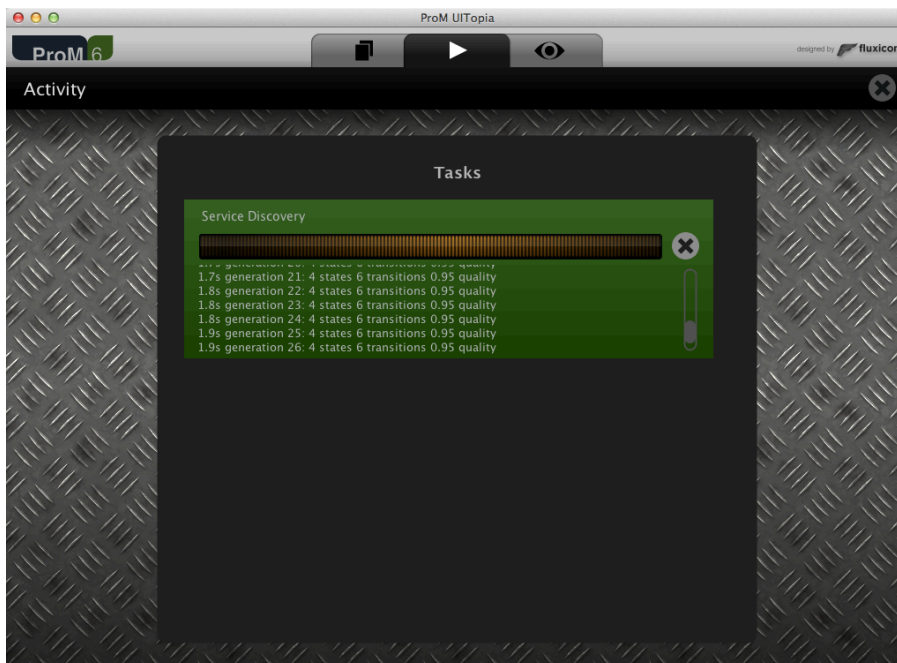 ProM UITopia
ProM 6
designed by fluxicon
Activity
Tasks
Service Discovery
1.7s generation 21: 4 states 6 transitions 0.95 quality
1.8s generation 22: 4 states 6 transitions 0.95 quality
1.8s generation 23: 4 states 6 transitions 0.95 quality
1.8s generation 24: 4 states 6 transitions 0.95 quality
1.9s generation 25: 4 states 6 transitions 0.95 quality
1.9s generation 26: 4 states 6 transitions 0.95 quality